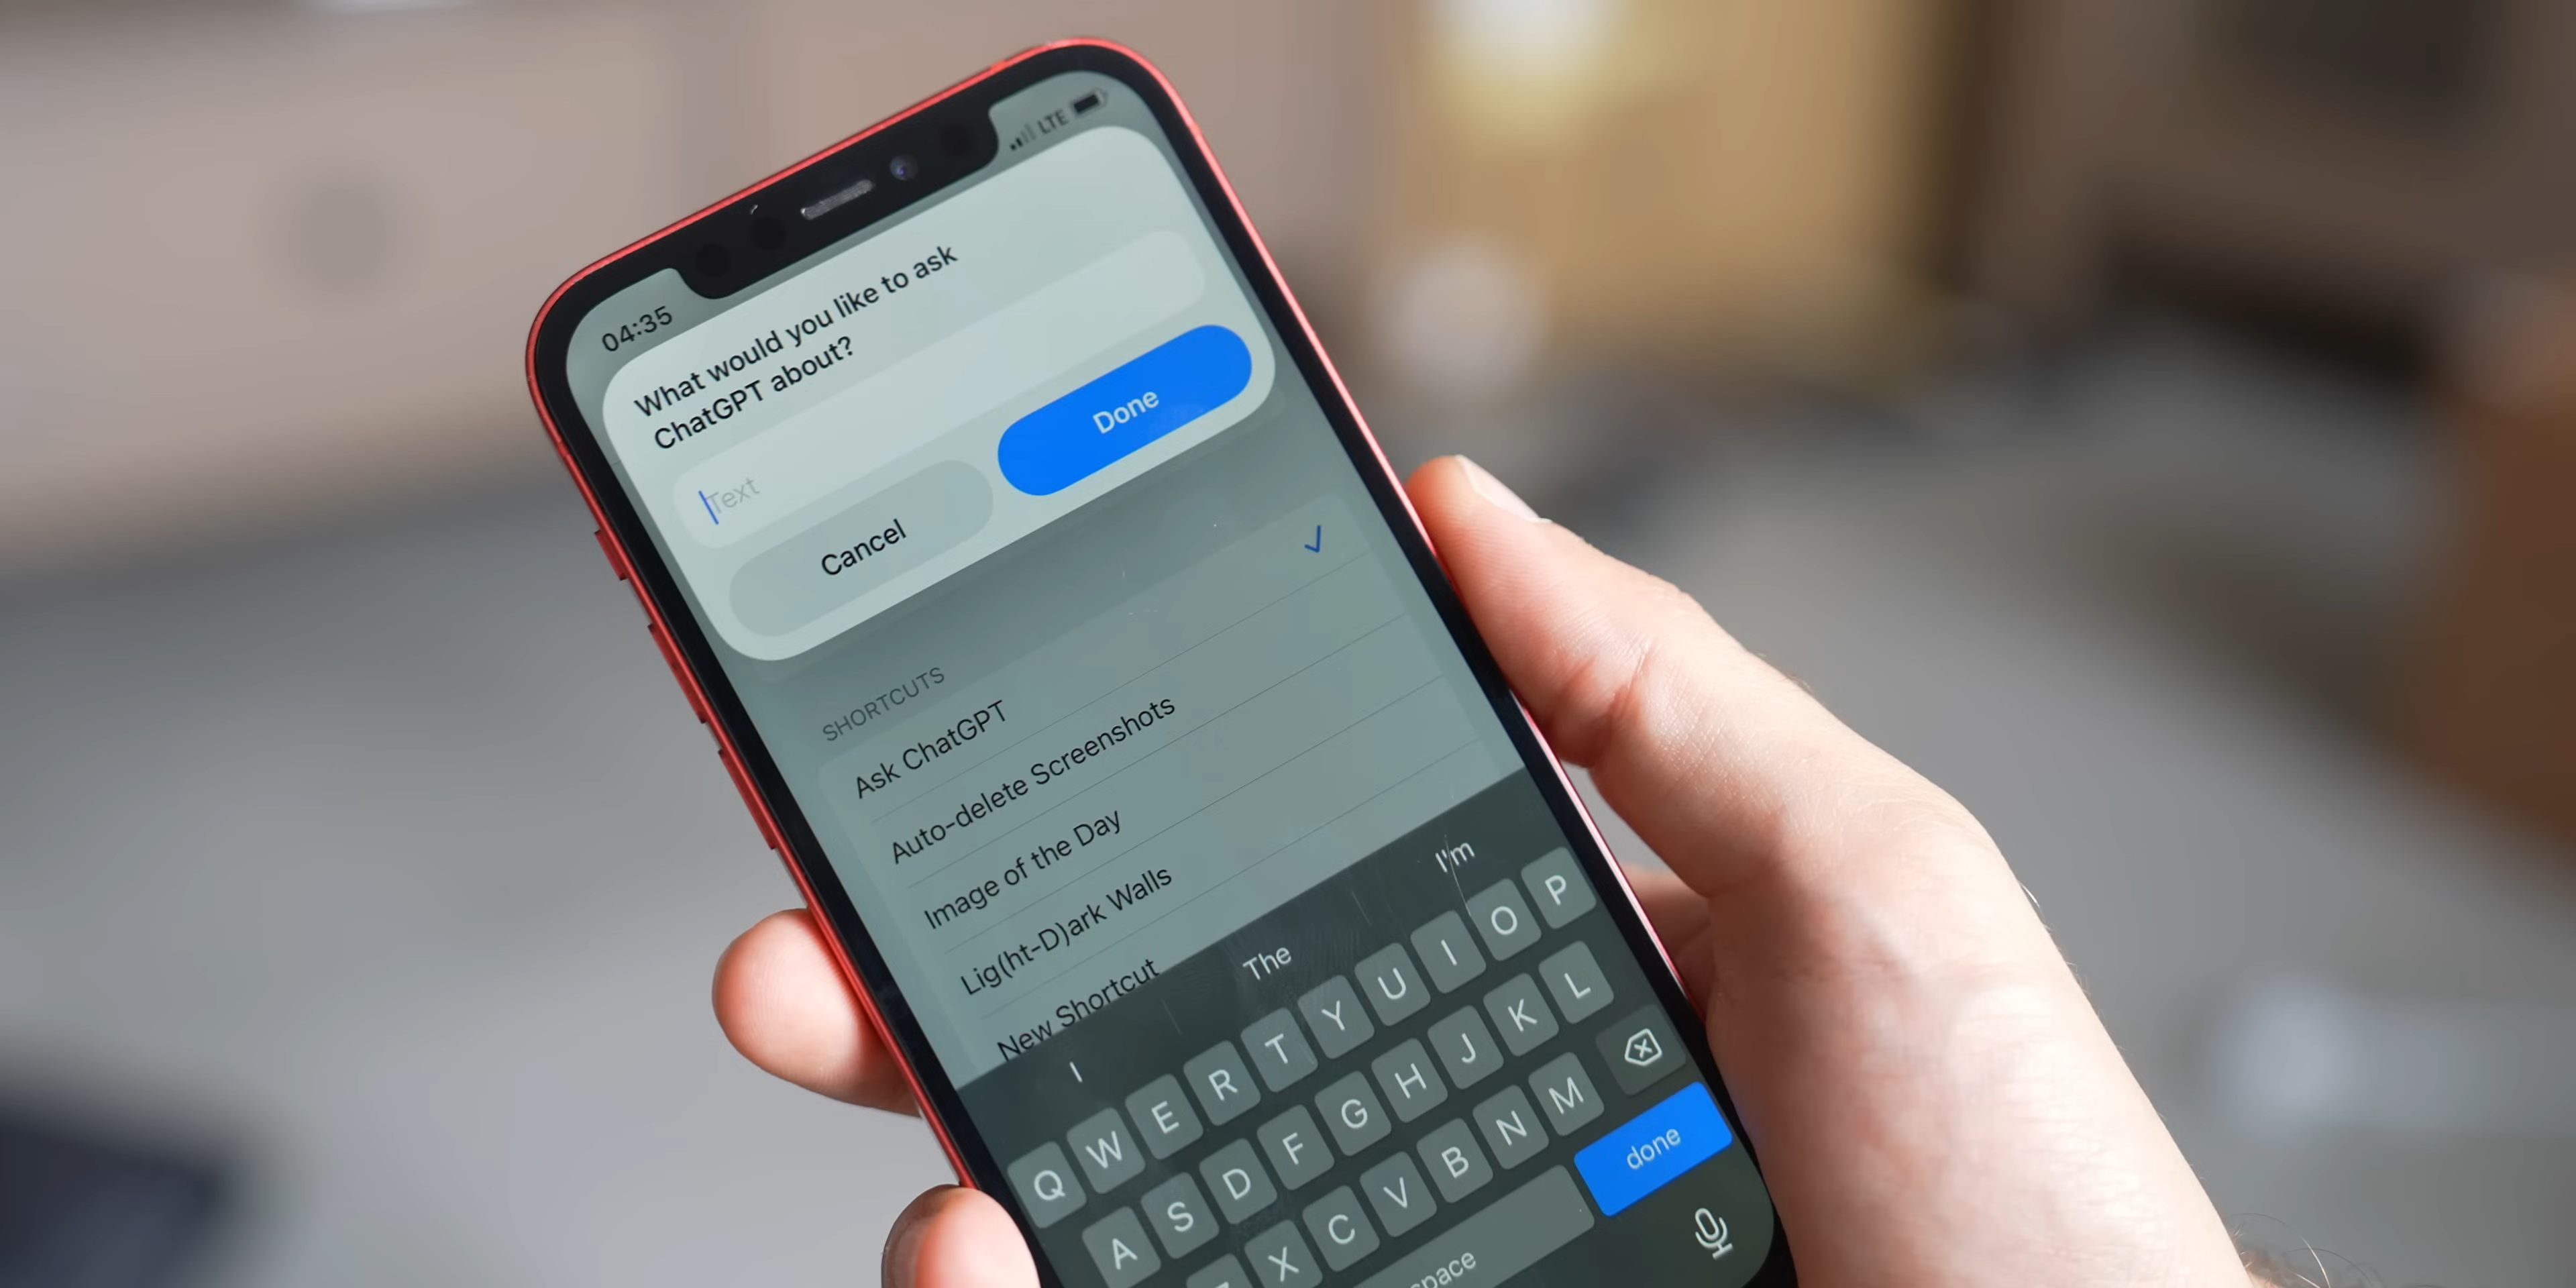 04:35
LTE
What would you like to ask
ChatGPT about?
Text
Cancel
Done
SHORTCUTS
Ask ChatGPT
Auto-delete Screenshots
Image of the Day
Lig(ht-D)ark Walls
New Shortcut
I
The
I'm
Q W E R T Y U I O P
A S D F G H J K L
X C V B N M
space
done